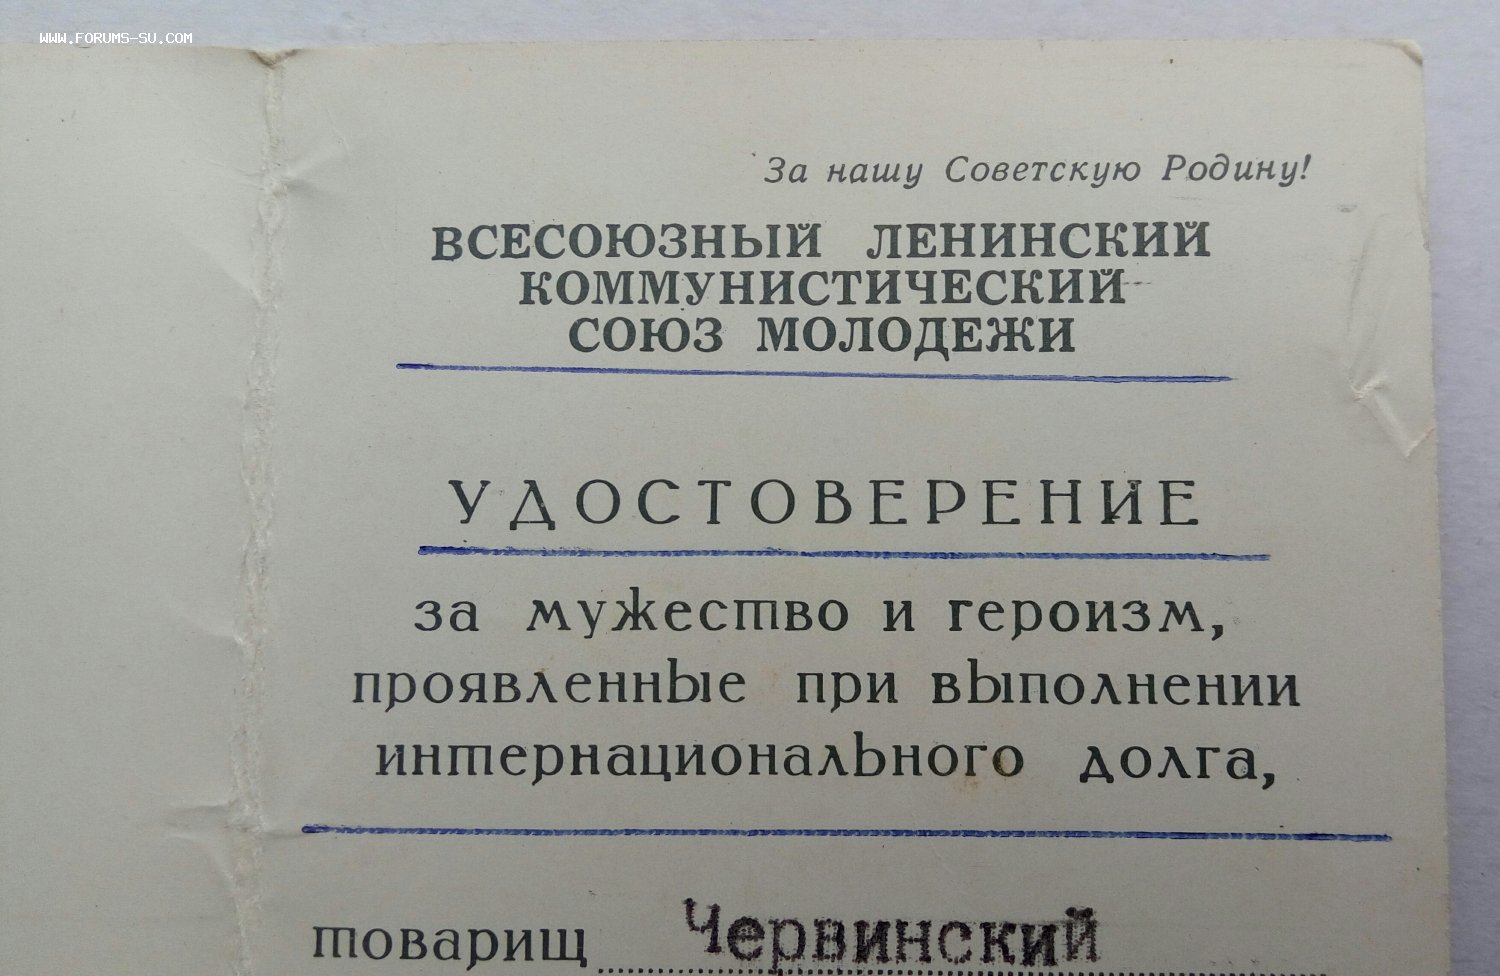 WWW.FORUMS-SU.COM
За нашу Советскую Родину!
ВСЕСОЮЗНЫЙ ЛЕНИНСКИЙ
КОММУНИСТИЧЕСКИЙ
СОЮЗ МОЛОДЕЖИ
УДОСТОВЕРЕНИЕ
за мужество и героизм,
проявленные при выполнении
интернационального долга,
товарищ Червинский